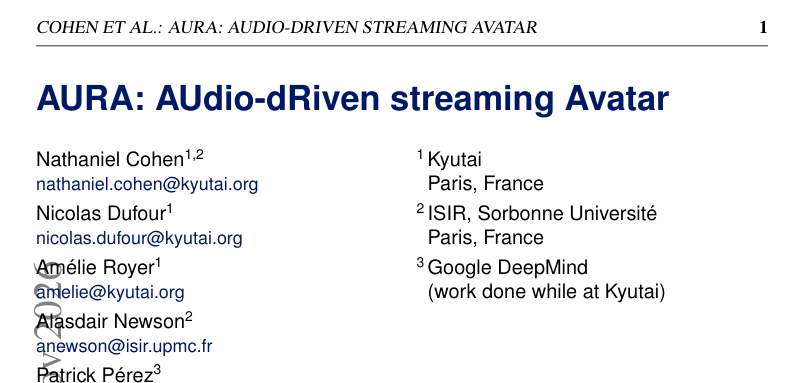 COHEN ET AL.: AURA: AUDIO-DRIVEN STREAMING AVATAR 1
AURA: AUdio-dRiven streaming Avatar
Nathaniel Cohen1,2
nathaniel.cohen@kyutai.org
Nicolas Dufour1
nicolas.dufour@kyutai.org
Amélie Royer1
amelie@kyutai.org
Alasdair Newson2
anewson@isir.upmc.fr
Patrick Pérez3
1 Kyutai
Paris, France
2 ISIR, Sorbonne Université
Paris, France
3 Google DeepMind
(work done while at Kyutai)
2026